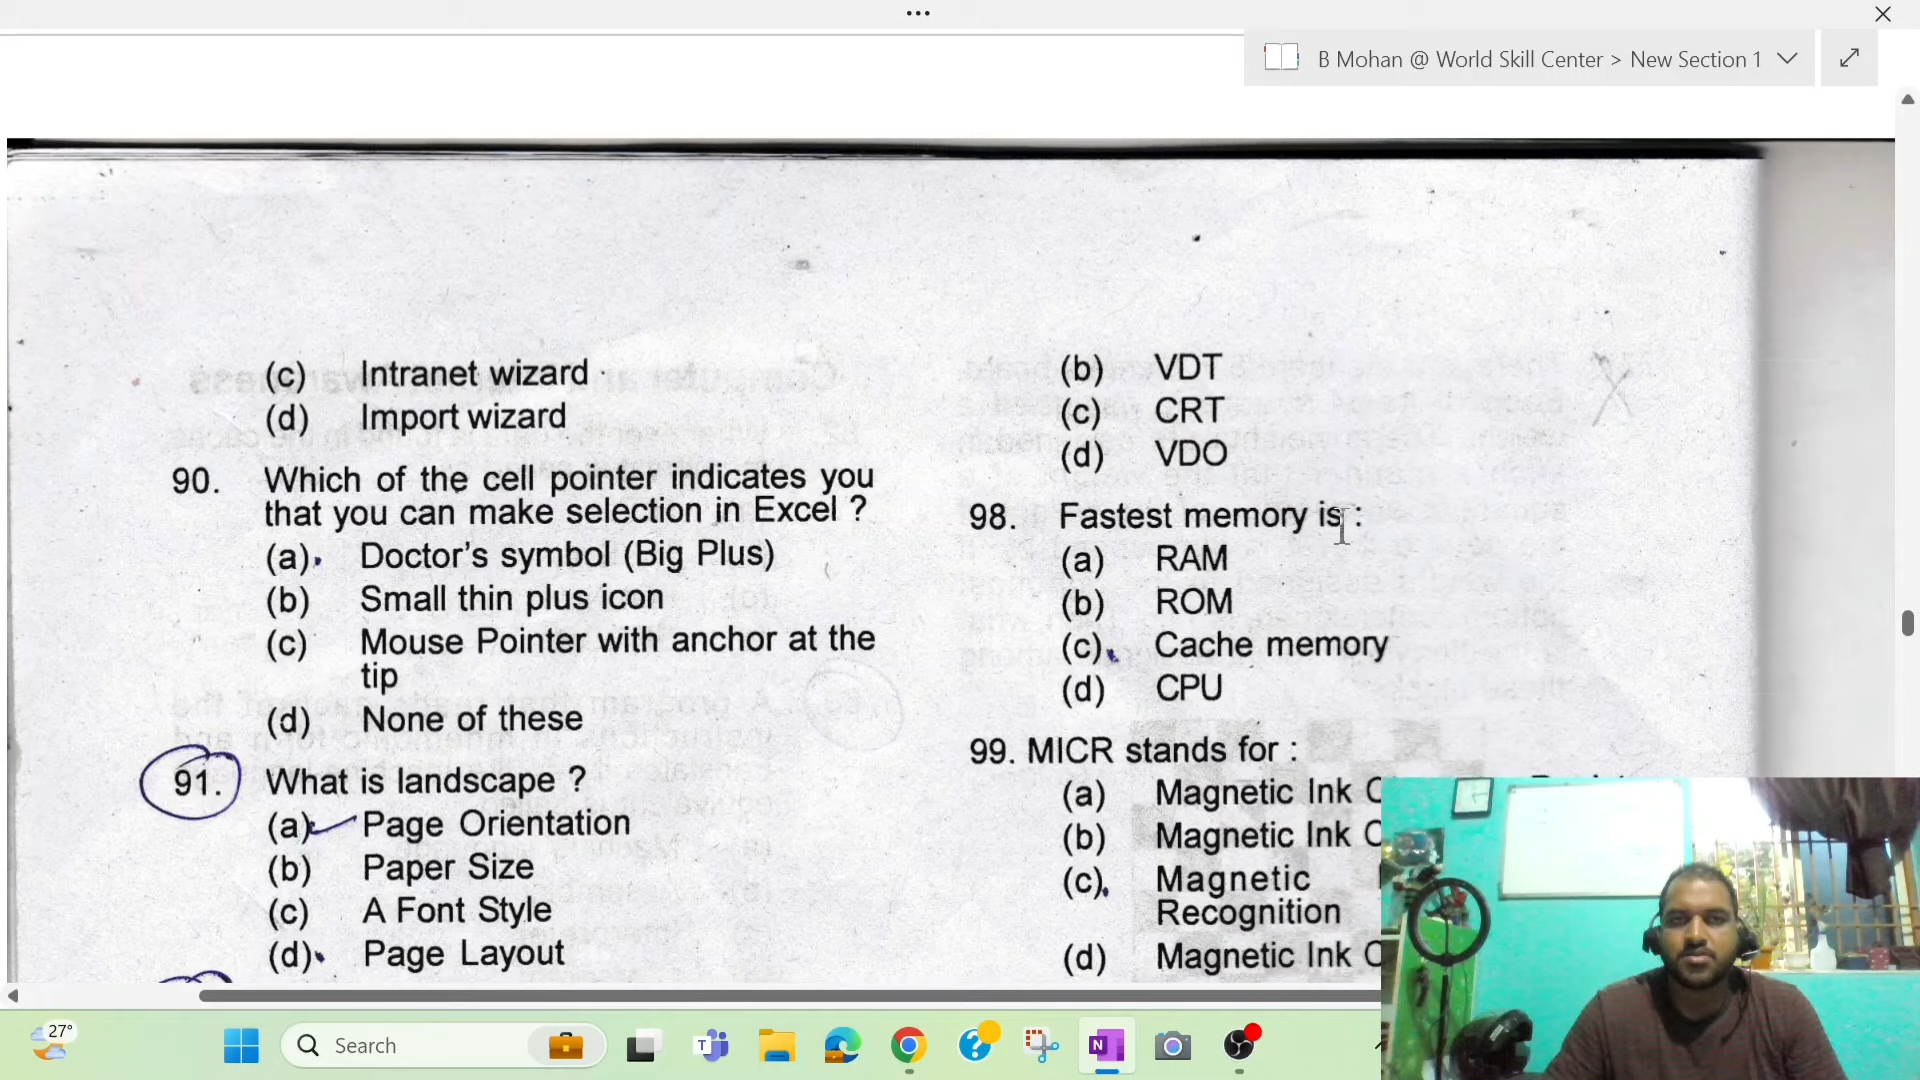 B Mohan @ World Skill Center > New Section 1
(c) Intranet wizard
(d) Import wizard
90. Which of the cell pointer indicates you
that you can make selection in Excel ?
(a) Doctor's symbol (Big Plus)
(b) Small thin plus icon
(c) Mouse Pointer with anchor at the
tip
(d) None of these
91. What is landscape ?
(a) Page Orientation
(b) Paper Size
(c) A Font Style
(d) Page Layout
(b) VDT
(c) CRT
(d) VDO
98. Fastest memory is :
(a) RAM
(b) ROM
(c) Cache memory
(d) CPU
99. MICR stands for :
(a) Magnetic Ink C
(b) Magnetic Ink C
(c) Magnetic
Recognition
(d) Magnetic Ink C
27°
Search